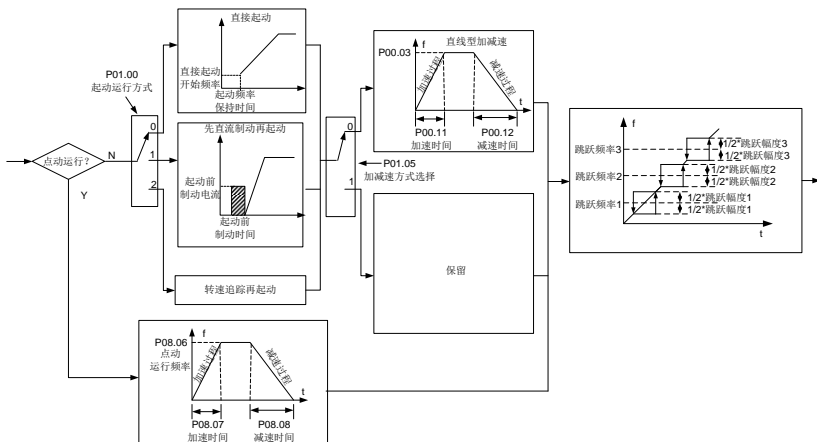 点动运行？
N
Y
P01.00
起动运行方式
0
1
2
直接起动
直接起动
开始频率
起动频率
保持时间
先直流制动再起动
起动前
制动电流
起动前
制动时间
转速追踪再起动
0
1
P01.05
加减速方式选择
直线型加减速
P00.03
f
加速过程
减速过程
t
P00.11
加速时间
P00.12
减速时间
保留
P08.06
点动
运行频率
f
加速过程
减速过程
t
P08.07
加速时间
P08.08
减速时间
f
跳跃频率3
1/2*跳跃幅度3
1/2*跳跃幅度3
跳跃频率2
1/2*跳跃幅度2
1/2*跳跃幅度2
跳跃频率1
1/2*跳跃幅度1
1/2*跳跃幅度1
t